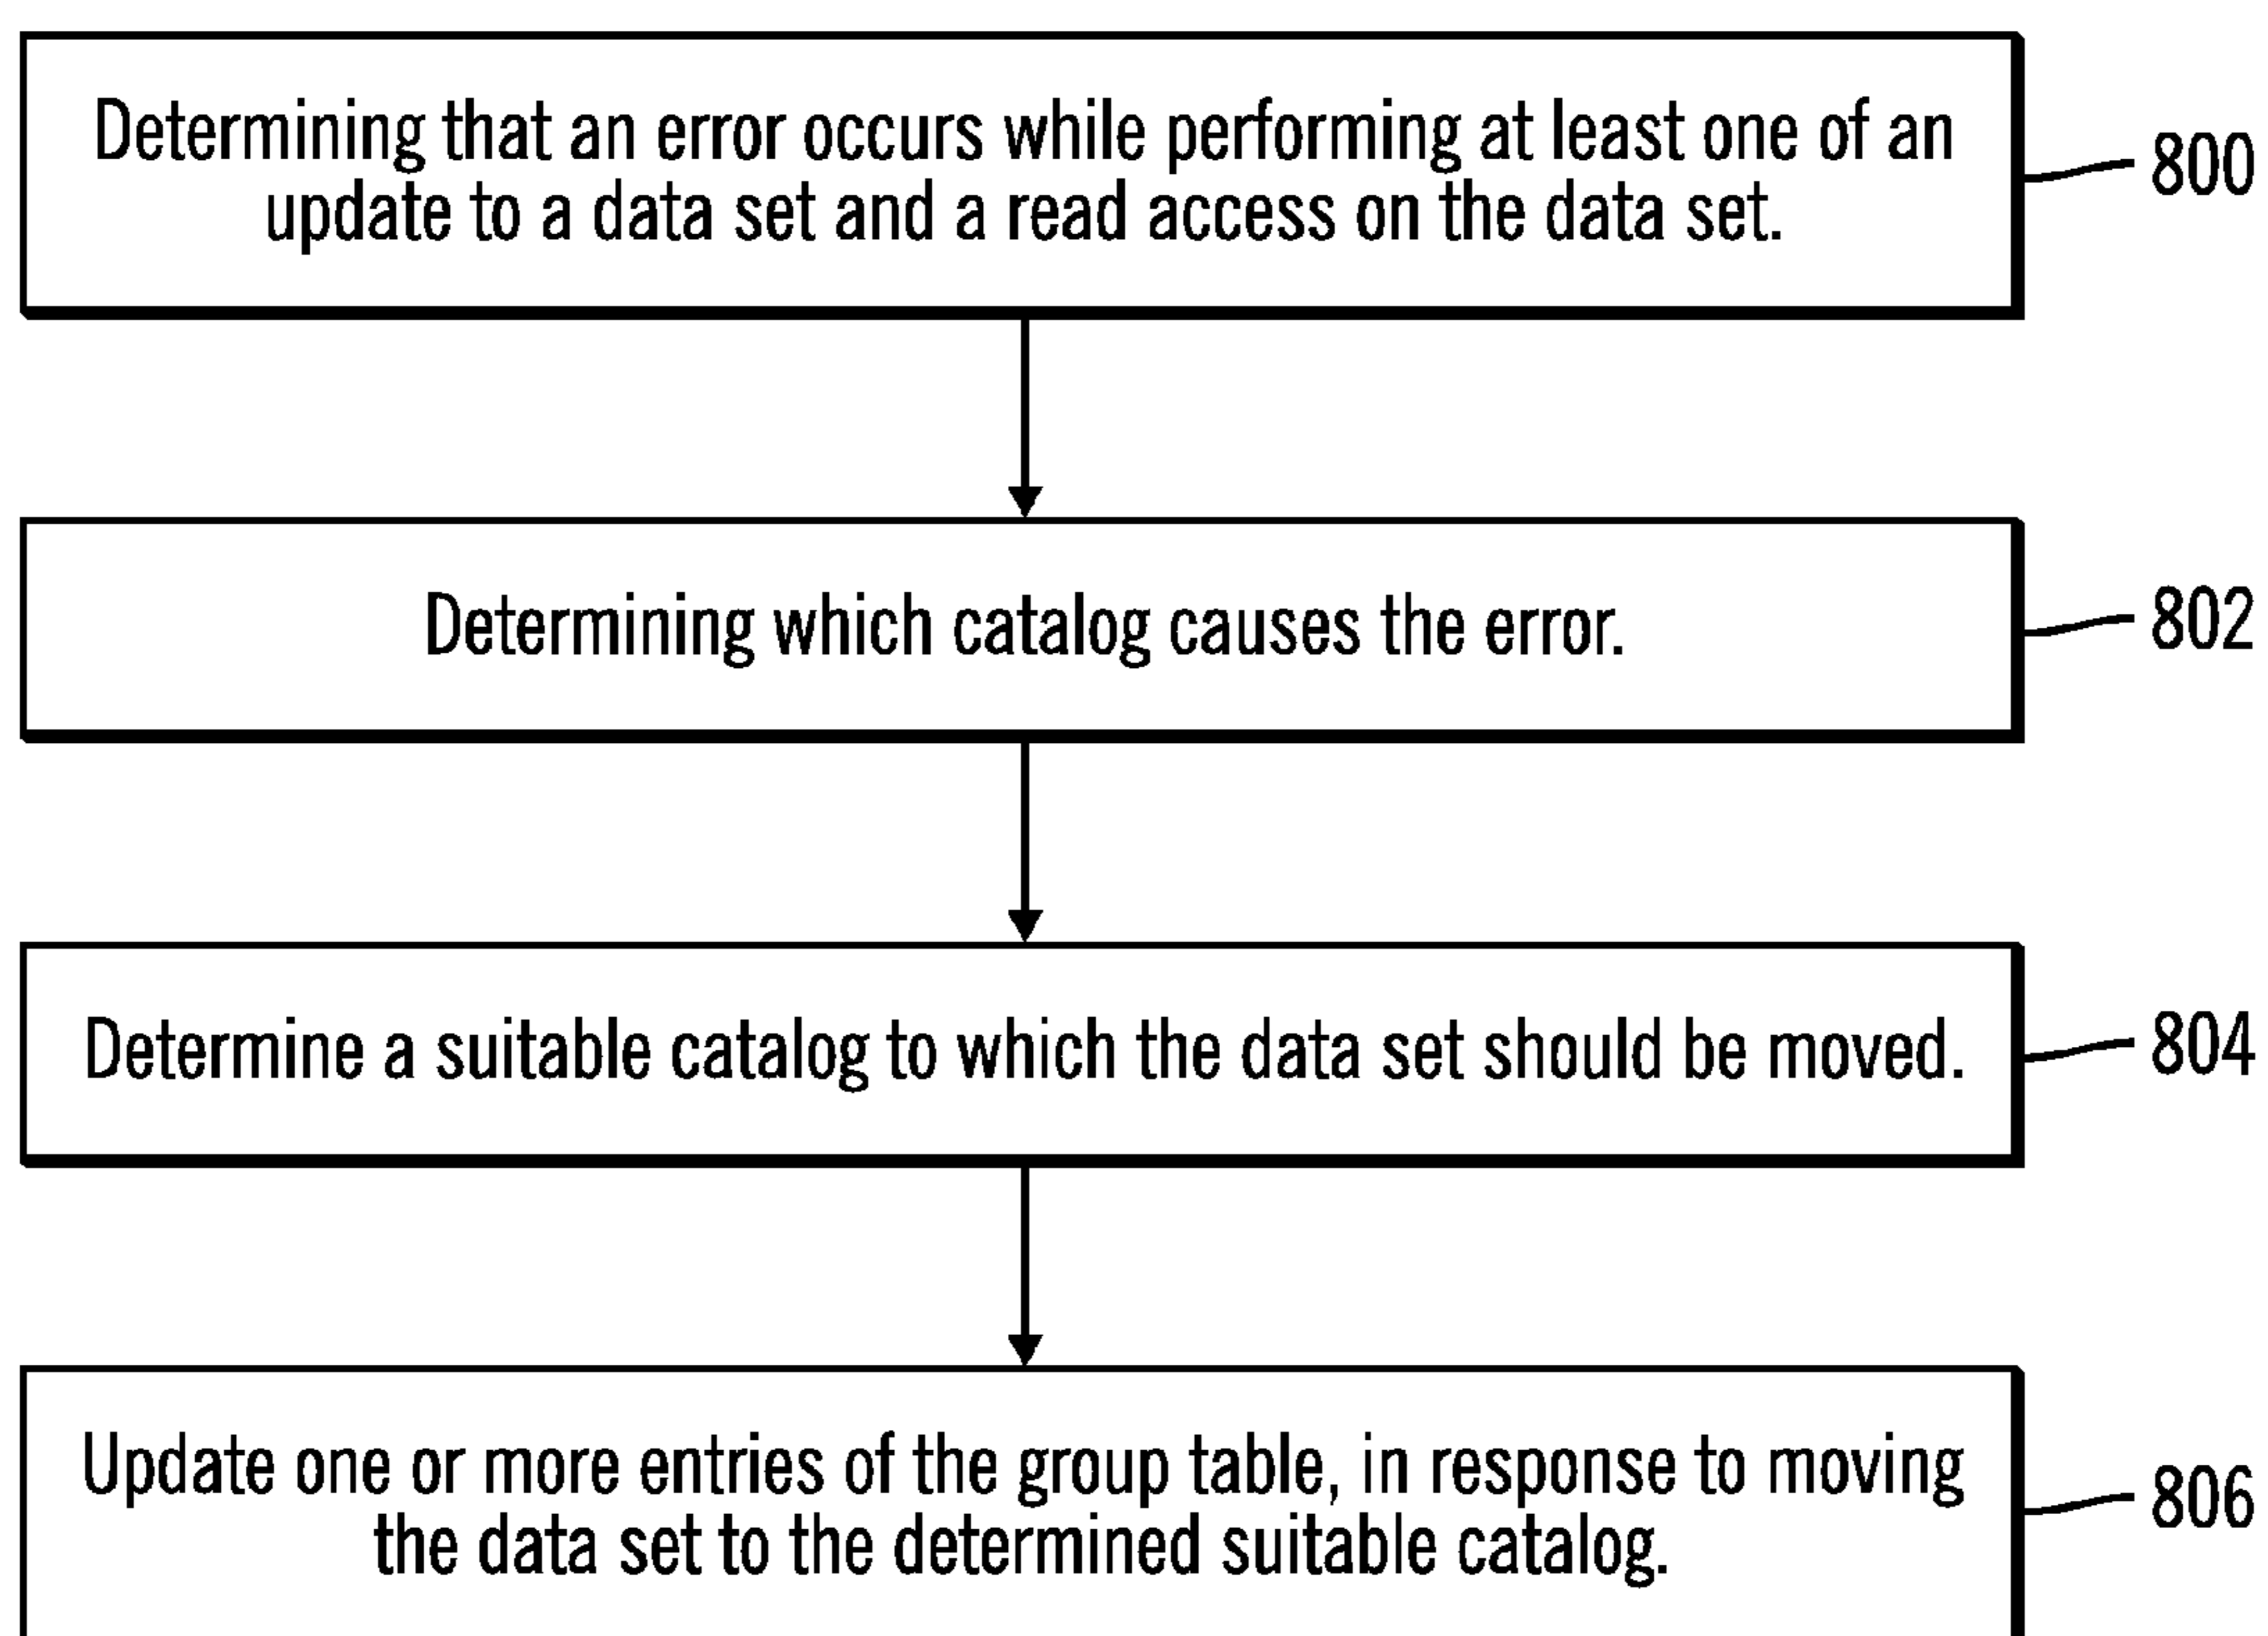 Determining that an error occurs while performing at least one of an
update to a data set and a read access on the data set.
800
Determining which catalog causes the error.
802
Determine a suitable catalog to which the data set should be moved.
804
Update one or more entries of the group table, in response to moving
the data set to the determined suitable catalog.
806